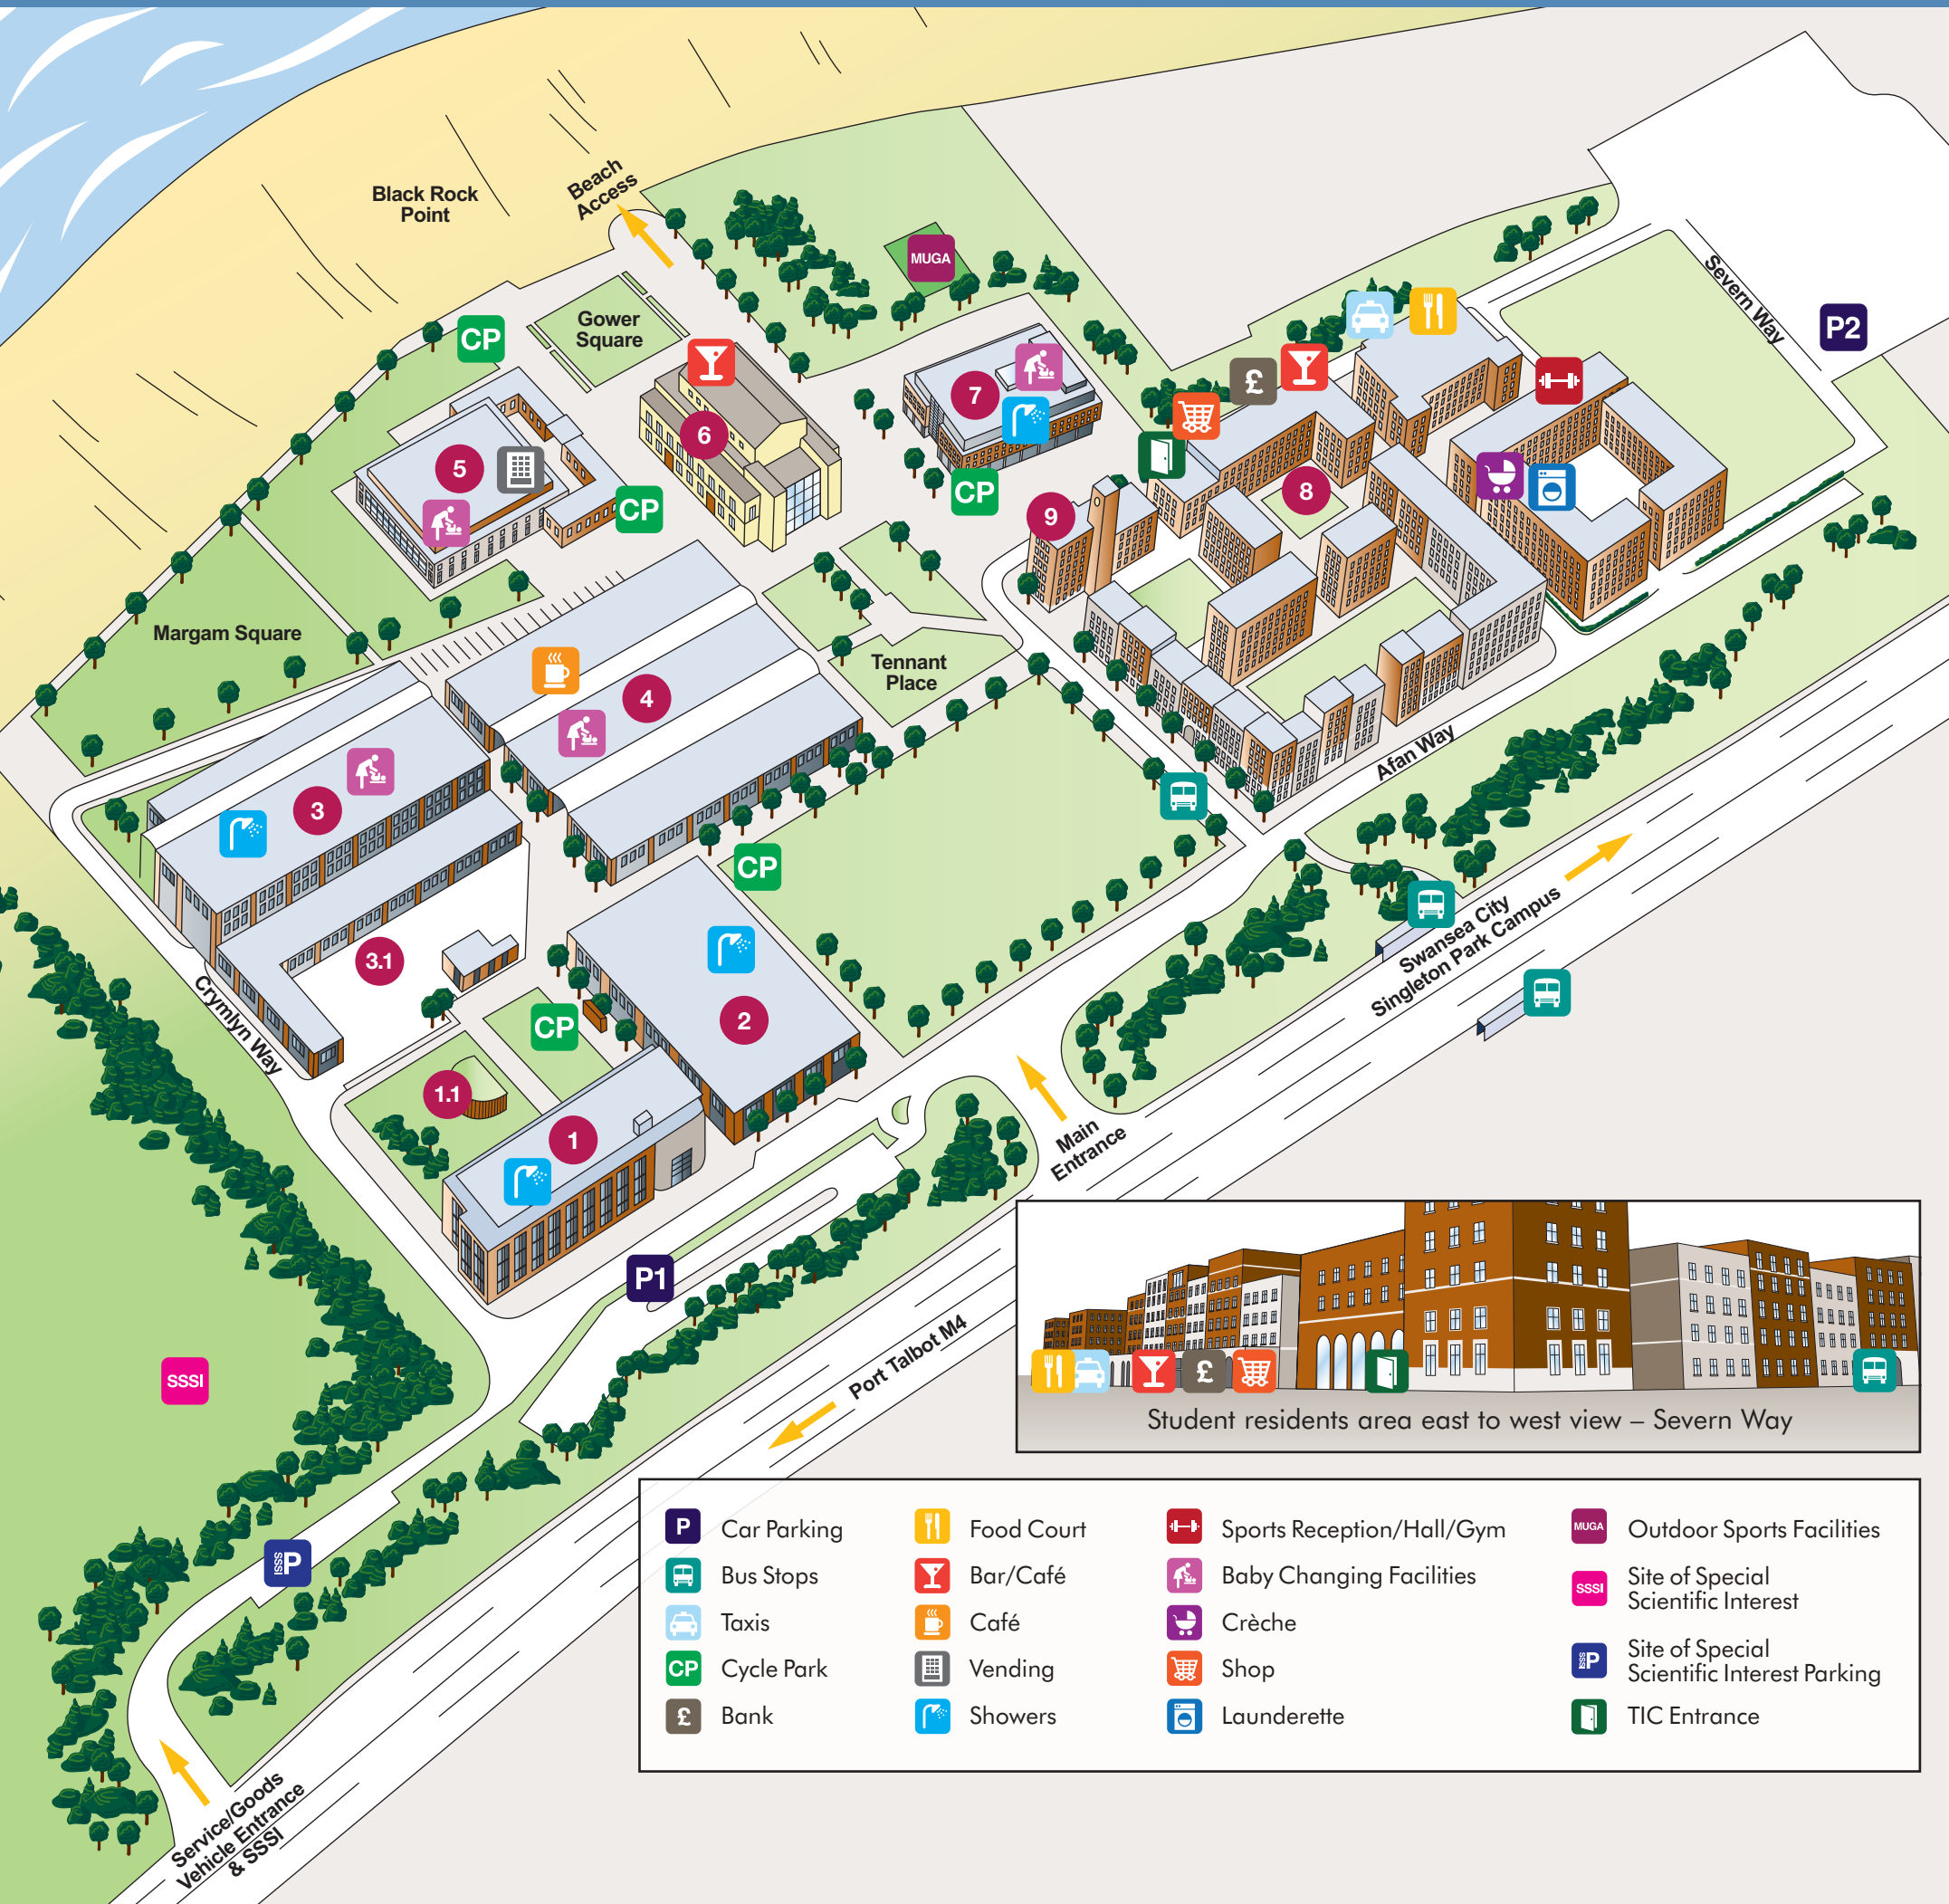 Black Rock
Point
Beach
Access
MUGA
Severn Way
P2
Gower
Square
CP
£
7
6
5
CP
CP
8
9
Margam Square
Tennant
Place
4
3
Afan Way
CP
Swansea City
Singleton Park Campus
3.1
2
Crymlyn Way
CP
1.1
1
Main
Entrance
P1
Port Talbot M4
SSSI
SSSI P
Service/Goods
Vehicle Entrance
& SSSI
£
Student residents area east to west view – Severn Way
P Car Parking
Bus Stops
Taxis
CP Cycle Park
£ Bank
Food Court
Bar/Café
Café
Vending
Showers
Sports Reception/Hall/Gym
Baby Changing Facilities
Crèche
Shop
Launderette
MUGA Outdoor Sports Facilities
SSSI Site of Special
Scientific Interest
SSSI P Site of Special
Scientific Interest Parking
TIC Entrance